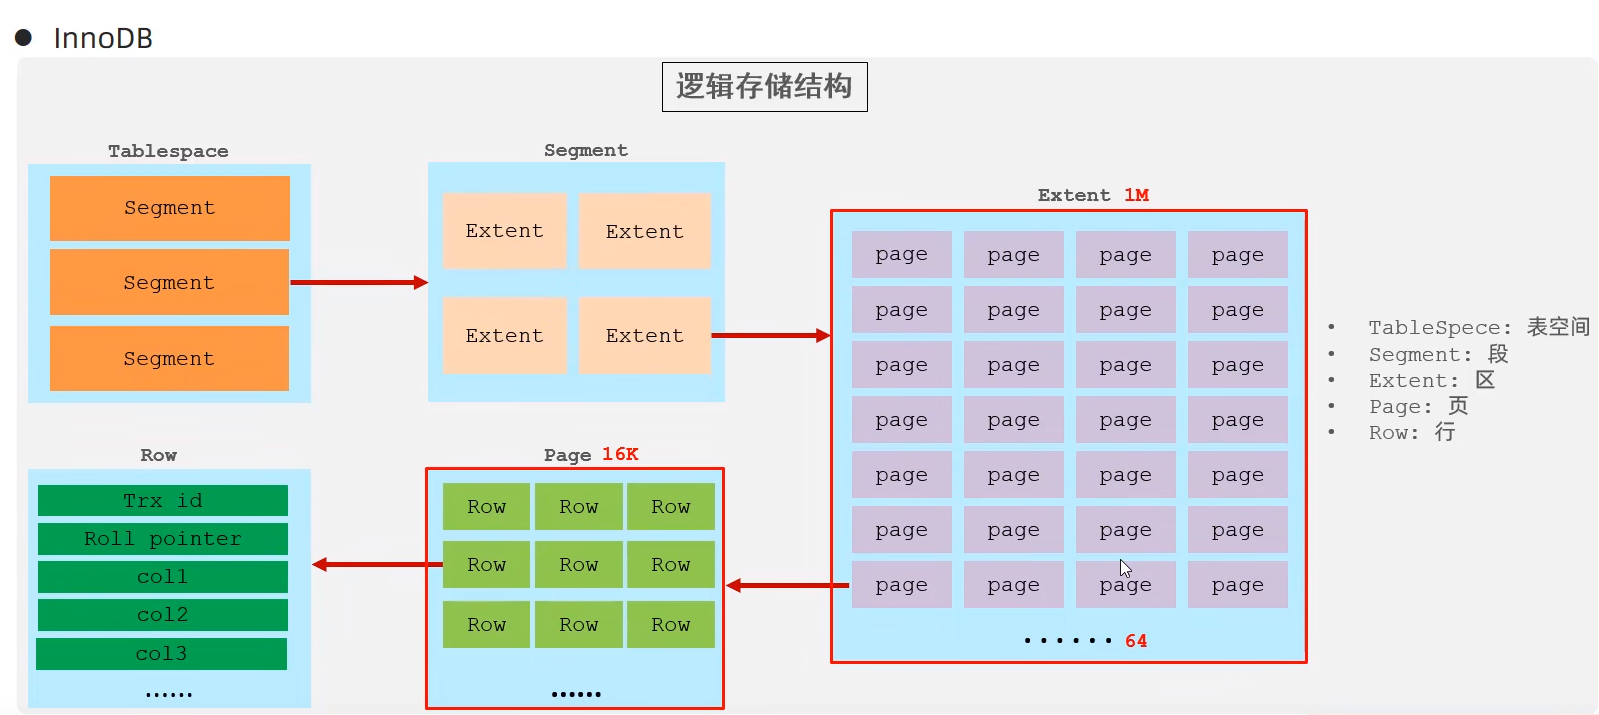 ● InnoDB
逻辑存储结构
Tablespace
Segment
Segment
Segment
Segment
Extent Extent
Extent Extent
Extent 1M
page page page page
page page page page
page page page page
page page page page
page page page page
page page page page
page page page page
······ 64
• TableSpece: 表空间
• Segment: 段
• Extent: 区
• Page: 页
• Row: 行
Page 16K
Row Row Row
Row Row Row
Row Row Row
······
Row
Trx id
Roll pointer
col1
col2
col3
······